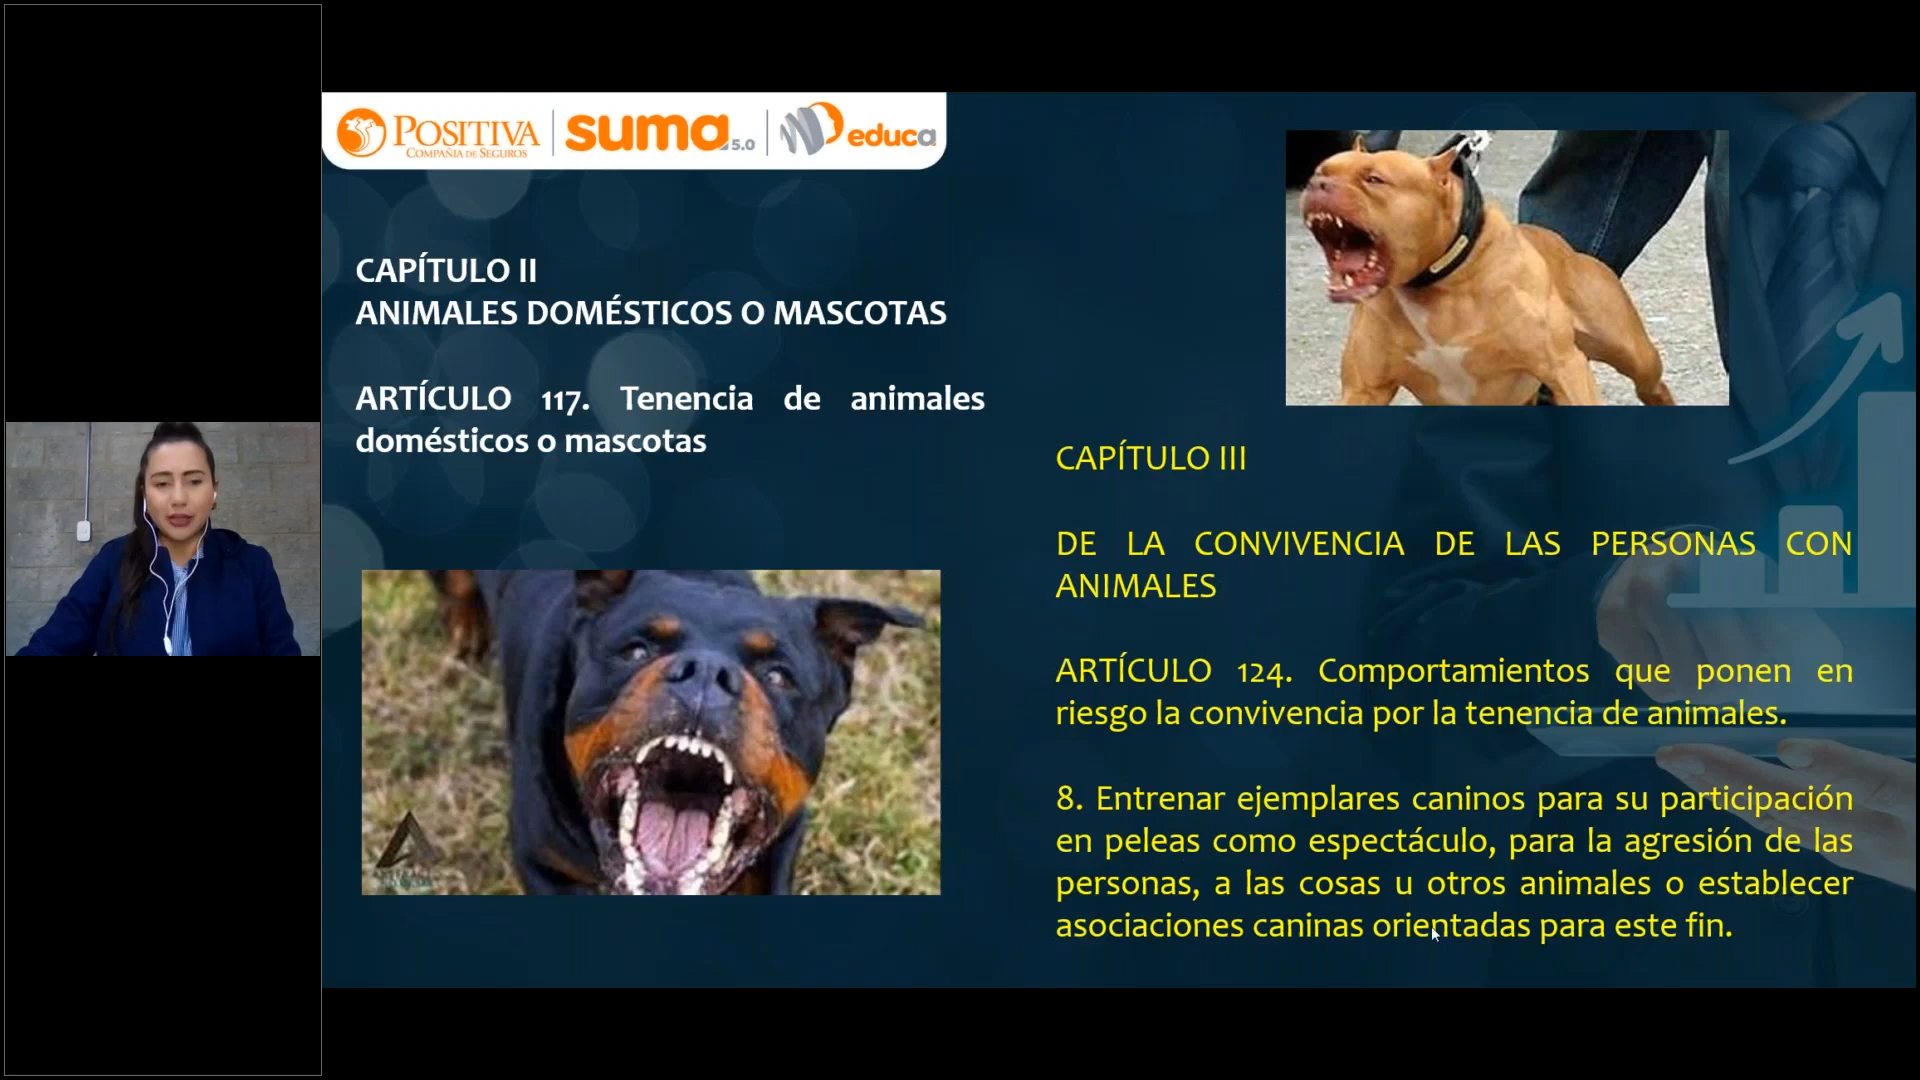 POSITIVA
COMPAÑIA DE SEGUROS
suma 5.0
educa
CAPÍTULO II
ANIMALES DOMÉSTICOS O MASCOTAS
ARTÍCULO 117. Tenencia de animales
domésticos o mascotas
CAPÍTULO III
DE LA CONVIVENCIA DE LAS PERSONAS CON
ANIMALES
ARTÍCULO 124. Comportamientos que ponen en
riesgo la convivencia por la tenencia de animales.
8. Entrenar ejemplares caninos para su participación
en peleas como espectáculo, para la agresión de las
personas, a las cosas u otros animales o establecer
asociaciones caninas orientadas para este fin.